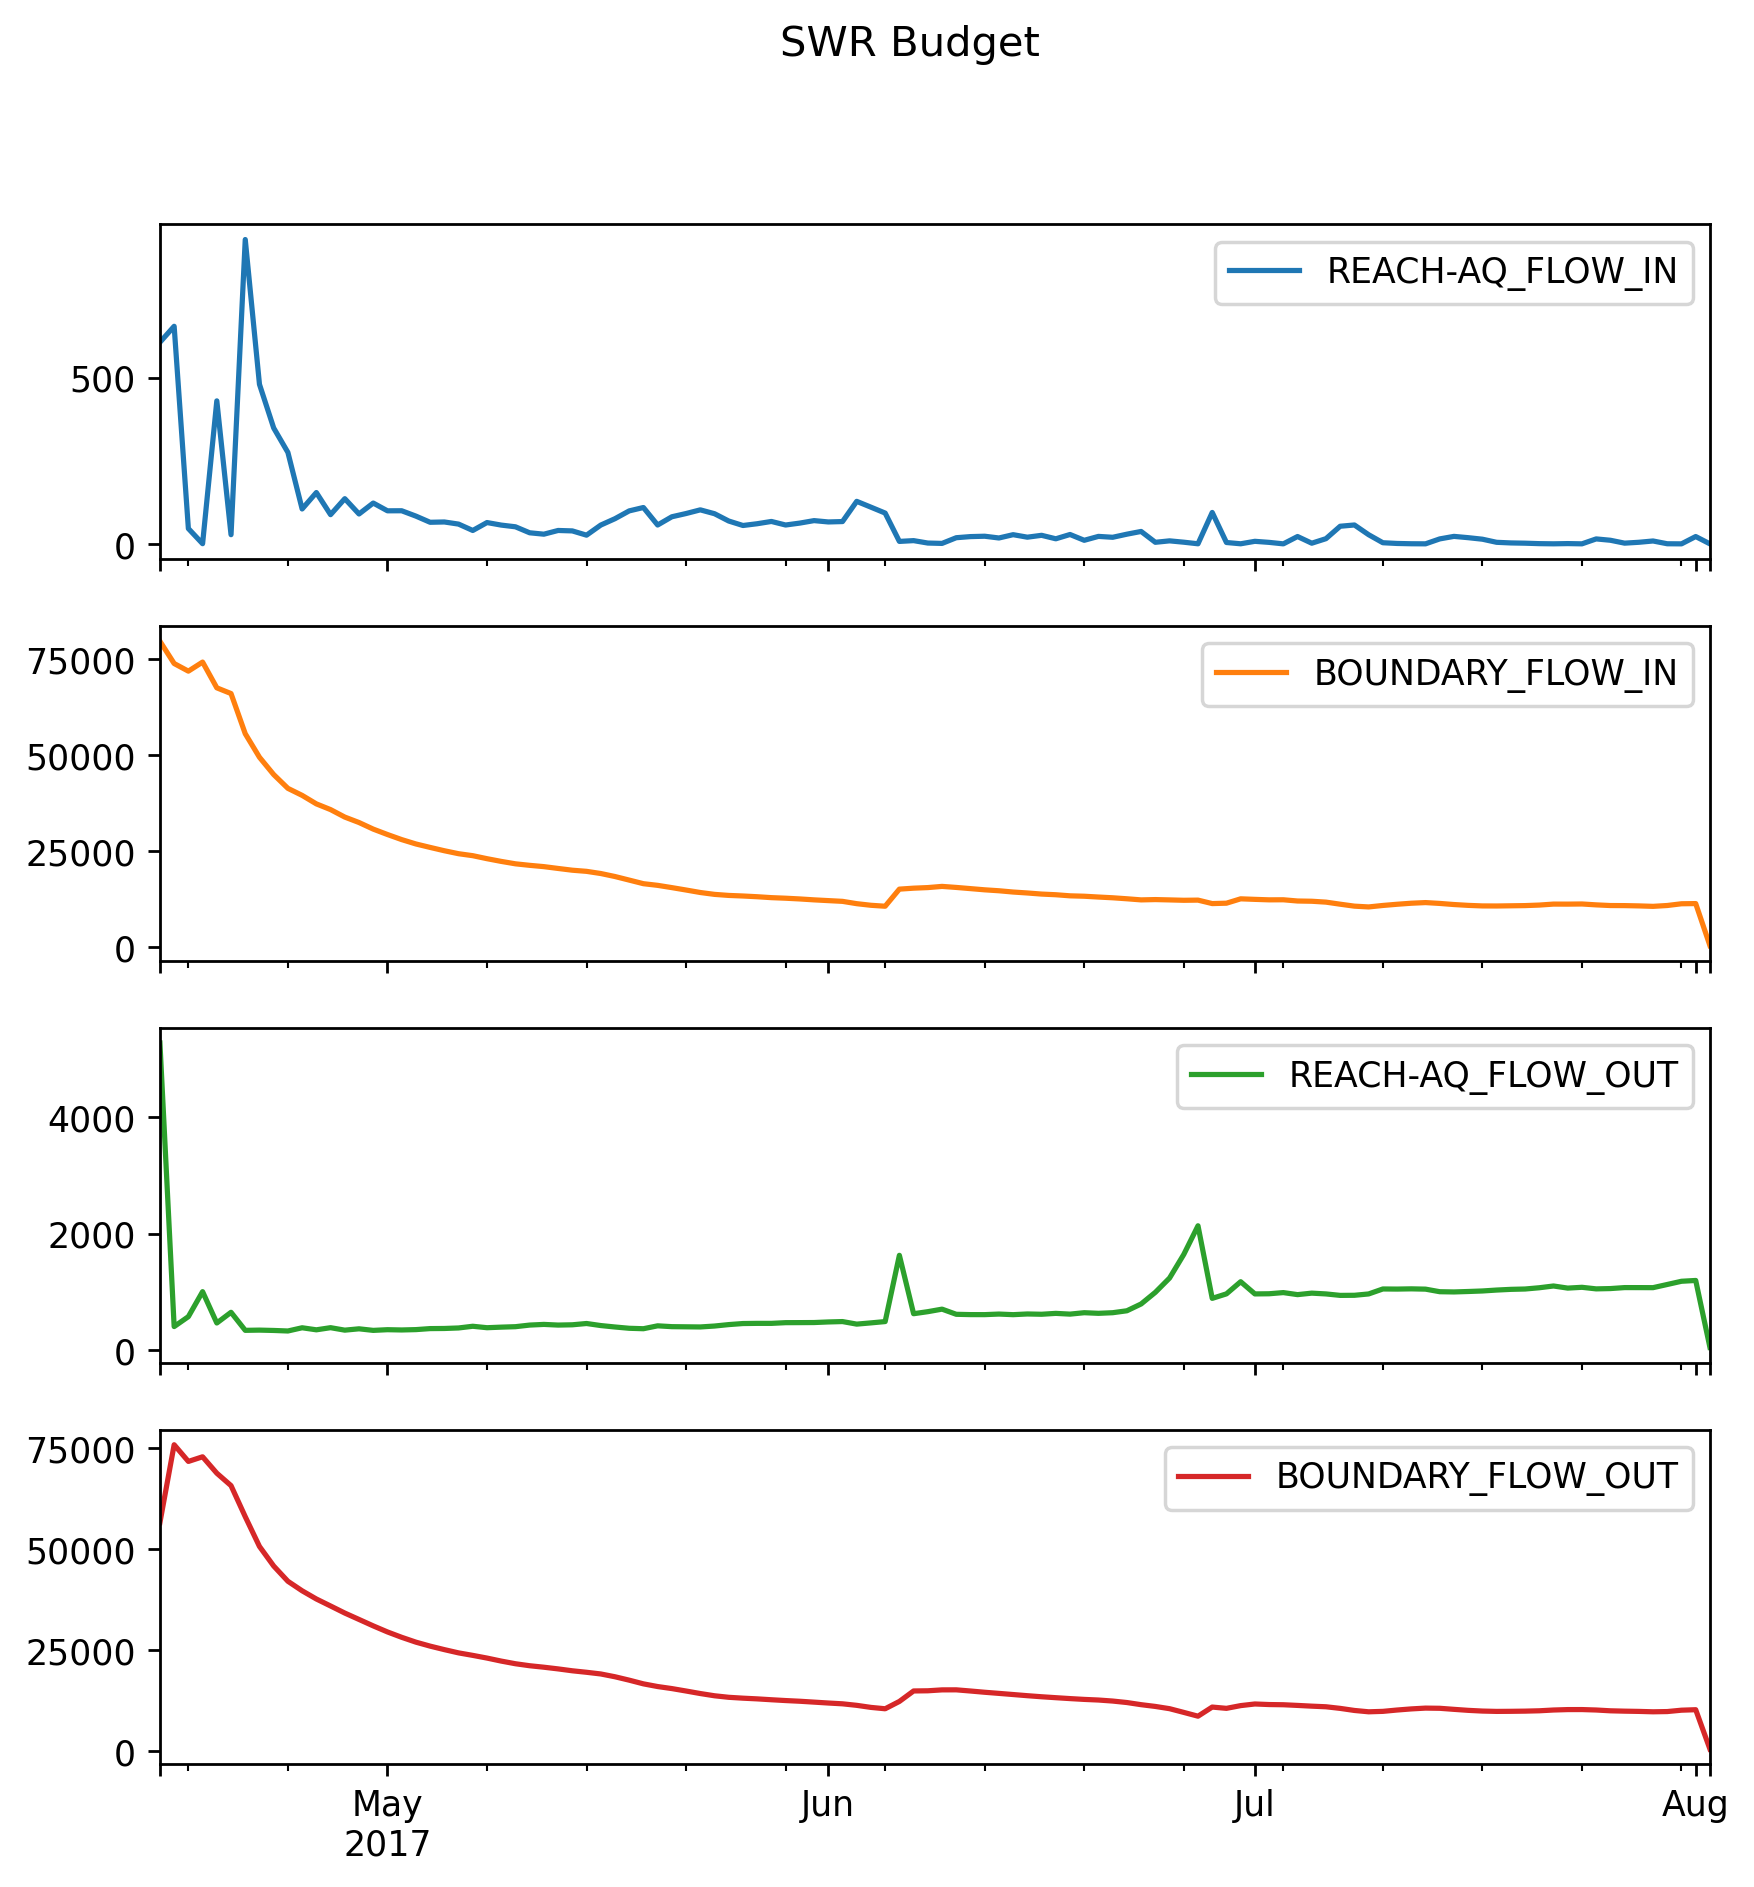 SWR Budget
REACH-AQ_FLOW_IN
500
0
BOUNDARY_FLOW_IN
75000
50000
25000
0
REACH-AQ_FLOW_OUT
4000
2000
0
BOUNDARY_FLOW_OUT
75000
50000
25000
0
May Jun Jul Aug
2017